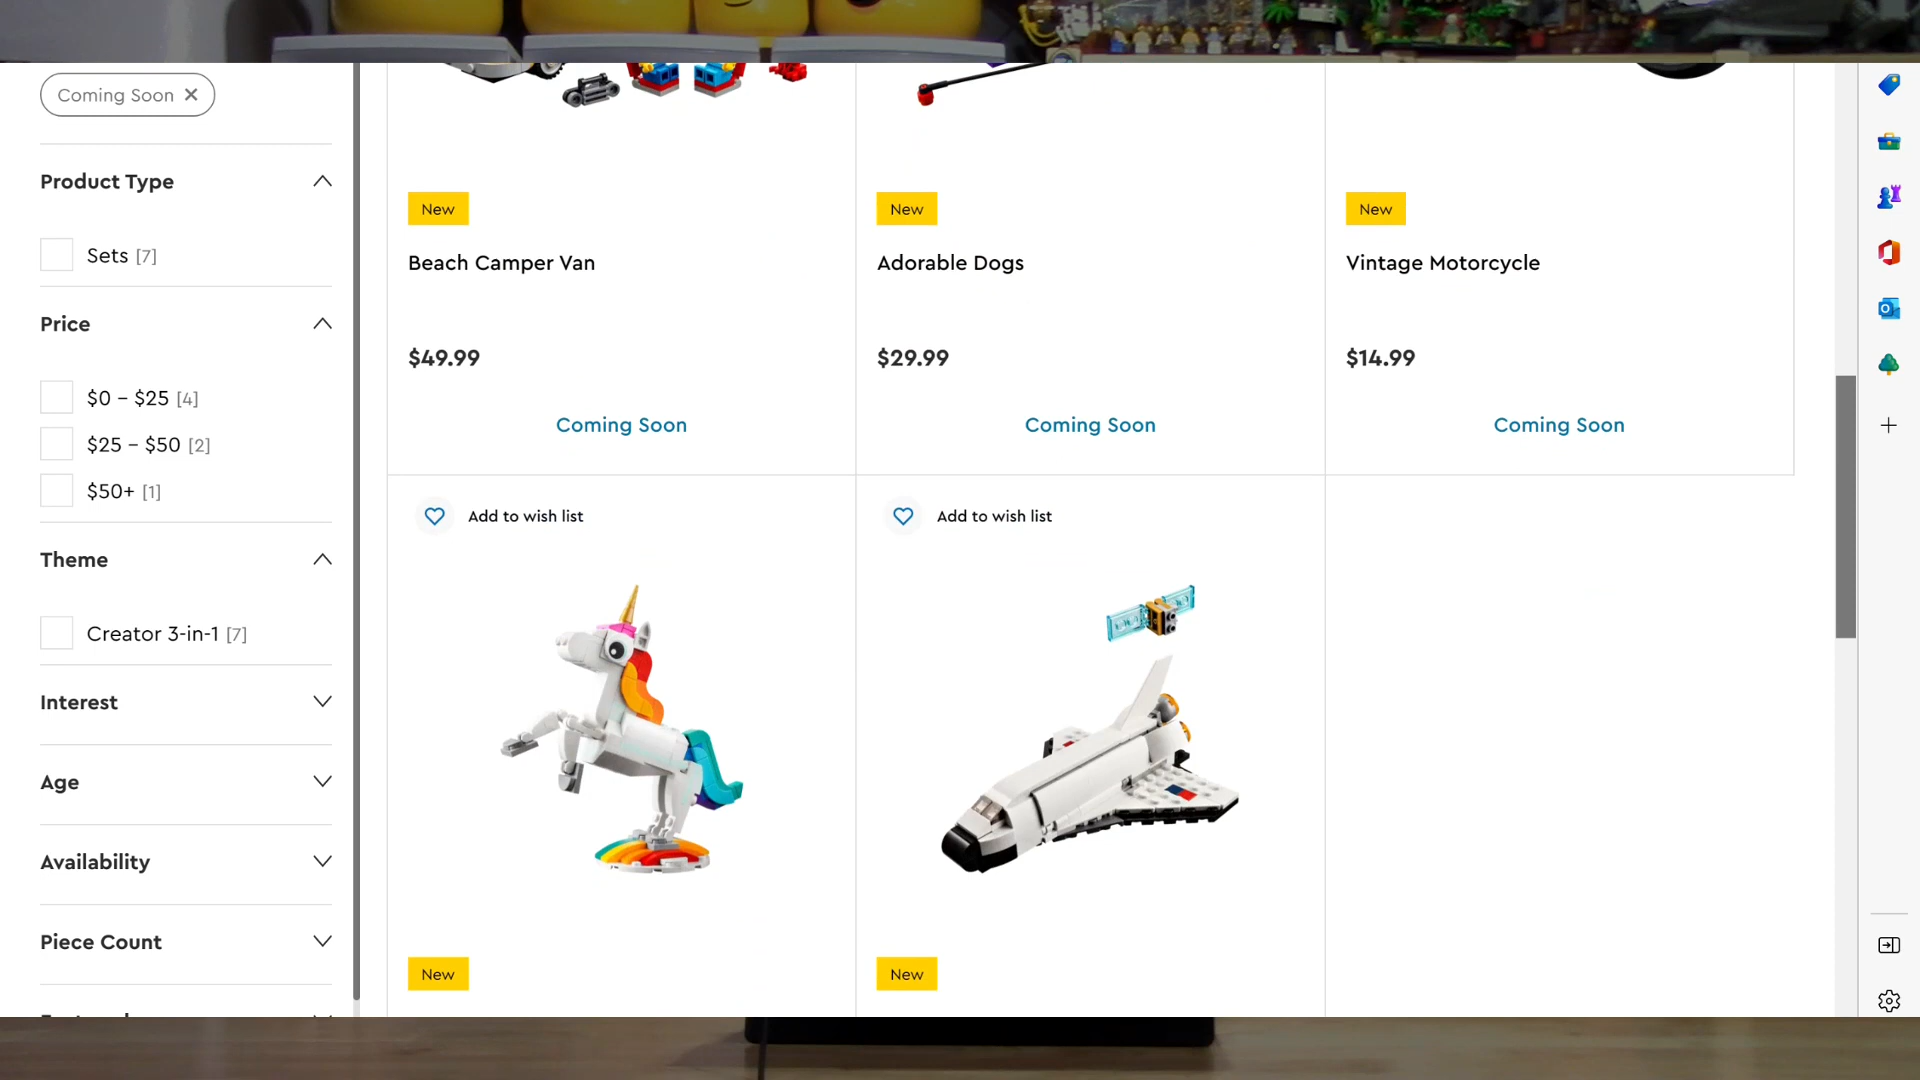 Coming Soon
Product Type
Sets [7]
Price
$0 – $25 [4]
$25 – $50 [2]
$50+ [1]
Theme
Creator 3-in-1 [7]
Interest
Age
Availability
Piece Count
New
Beach Camper Van
$49.99
Coming Soon
New
Adorable Dogs
$29.99
Coming Soon
New
Vintage Motorcycle
$14.99
Coming Soon
Add to wish list
New
Add to wish list
New